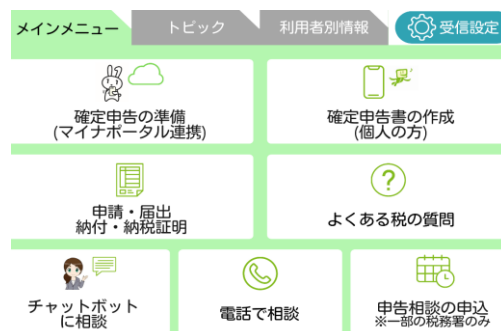 メインメニュー
トピック
利用者別情報
受信設定
確定申告の準備
(マイナポータル連携)
確定申告書の作成
(個人の方)
申請・届出
納付・納税証明
よくある税の質問
チャットボット
に相談
電話で相談
申告相談の申込
※一部の税務署のみ